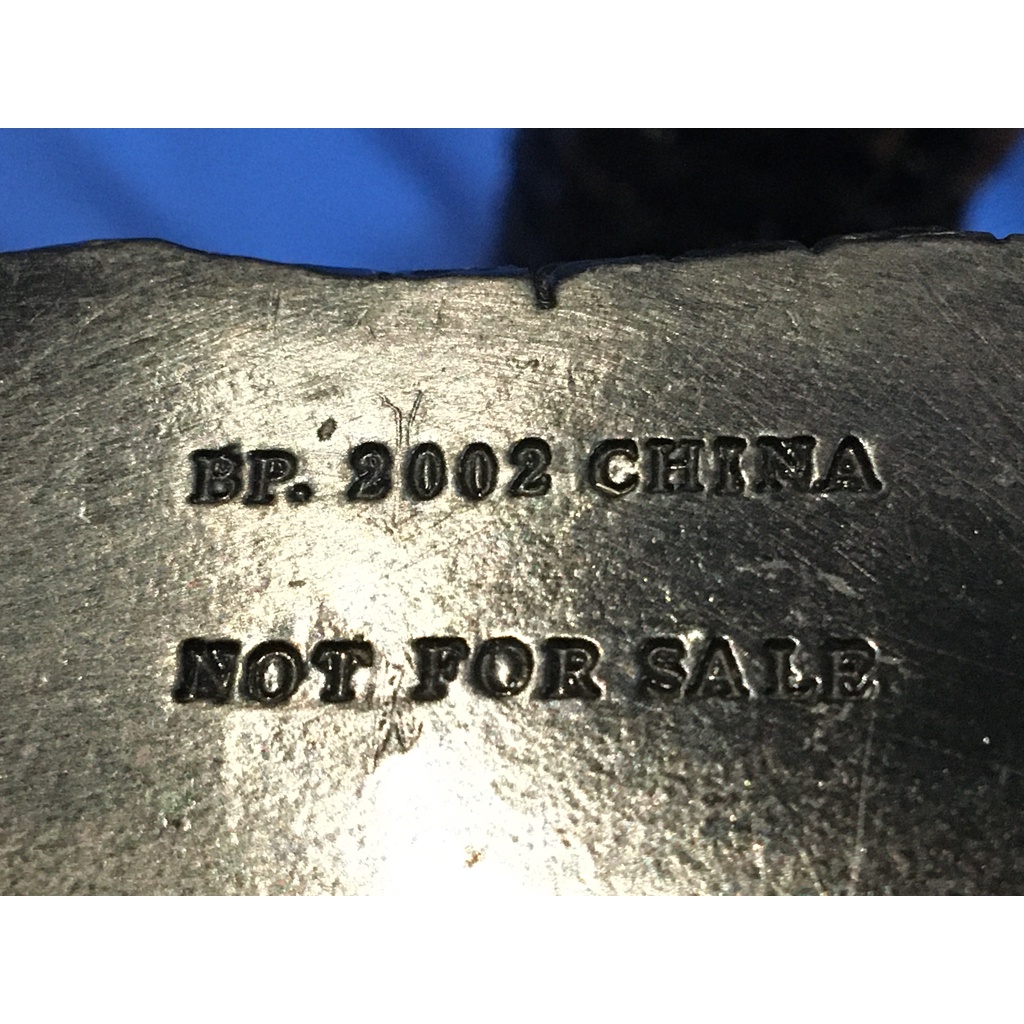 BP. 2002 CHINA
NOT FOR SALE